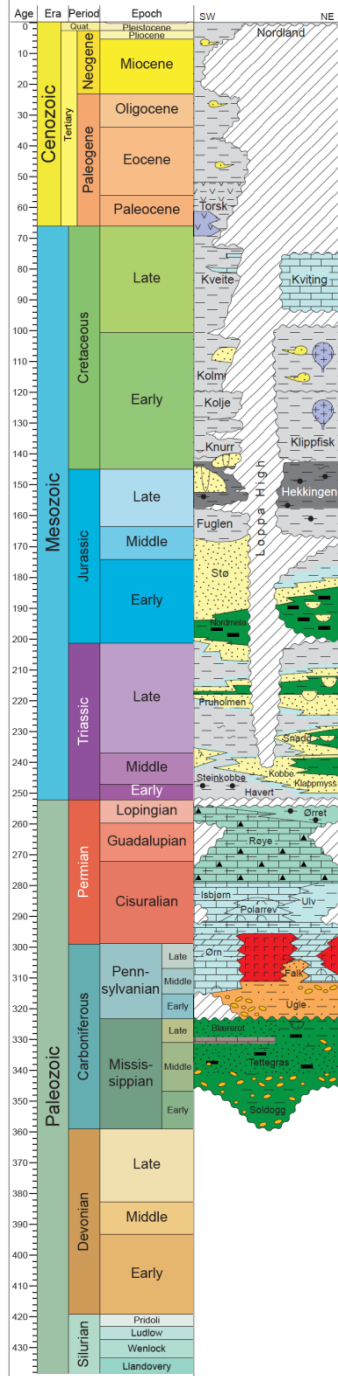 Age Era Period Epoch SW NE
0
Quat. Pleistocene
Pliocene
Nordland
10
20
30
40
50
60
70
80
90
100
110
120
130
140
150
160
170
180
190
200
210
220
230
240
250
260
270
280
290
300
310
320
330
340
350
360
370
380
390
400
410
420
430
Cenozoic
Mesozoic
Paleozoic
Tertiary
Neogene
Paleogene
Cretaceous
Jurassic
Triassic
Permian
Carboniferous
Devonian
Silurian
Miocene
Oligocene
Eocene
Paleocene
Late
Early
Late
Middle
Early
Late
Middle
Early
Lopingian
Guadalupian
Cisuralian
Penn-
sylvanian
Late
Middle
Early
Missis-
sippian
Late
Middle
Early
Late
Middle
Early
Pridoli
Ludlow
Wenlock
Llandovery
Torsk
Kveite
Kviting
Kolm
Kolje
Knurr
Klippfisk
Hekkingen
Fuglen
Loppa High
Stø
Nordmela
Fruholmen
Snadd
Kobbe
Steinkobbe
Klappmyss
Havert
Ørret
Røye
Isbjørn
Ulv
Polarrev
Ørn
Falk
Ugle
Blærerot
Tettegras
Soldogg